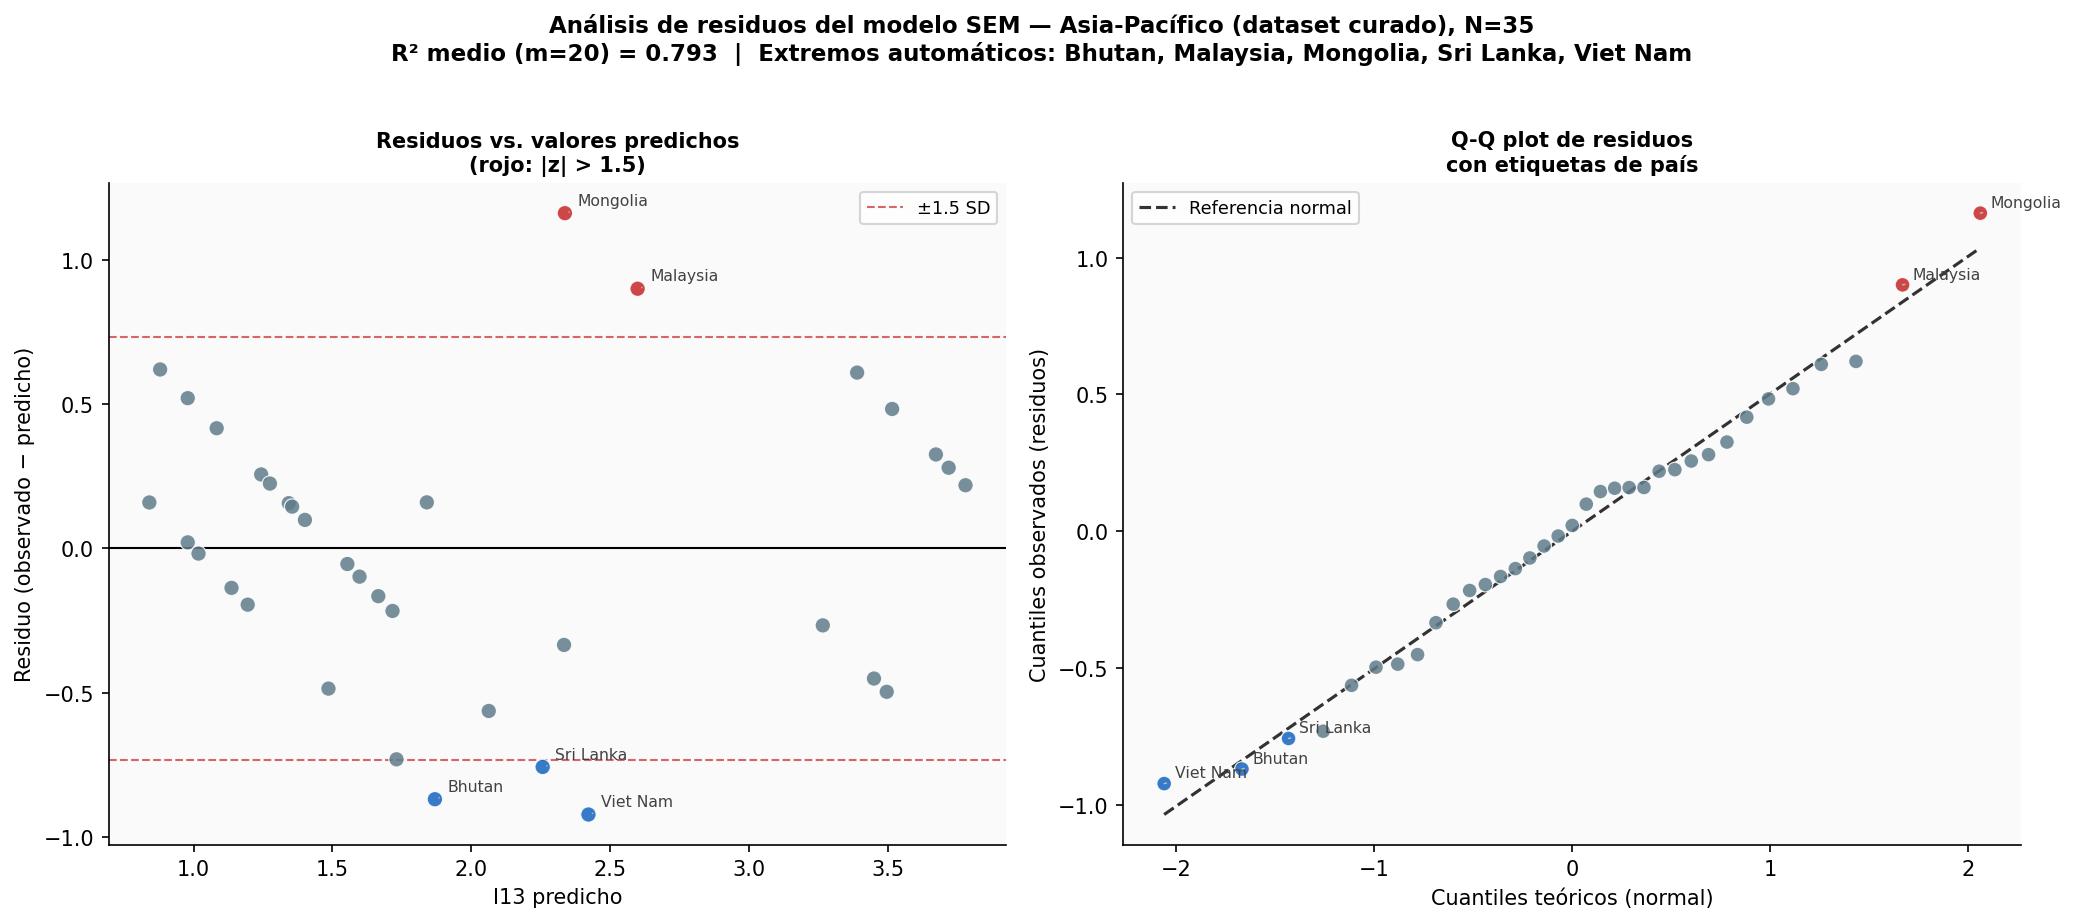 Análisis de residuos del modelo SEM — Asia-Pacífico (dataset curado), N=35
R² medio (m=20) = 0.793  |  Extremos automáticos: Bhutan, Malaysia, Mongolia, Sri Lanka, Viet Nam
Residuos vs. valores predichos
(rojo: |z| > 1.5)
±1.5 SD
Mongolia
Malaysia
Sri Lanka
Bhutan
Viet Nam
1.0
0.5
0.0
−0.5
−1.0
Residuo (observado − predicho)
1.0
1.5
2.0
2.5
3.0
3.5
I13 predicho
Q-Q plot de residuos
con etiquetas de país
Referencia normal
Mongolia
Malaysia
Sri Lanka
Bhutan
Viet Nam
1.0
0.5
0.0
−0.5
−1.0
Cuantiles observados (residuos)
−2
−1
0
1
2
Cuantiles teóricos (normal)